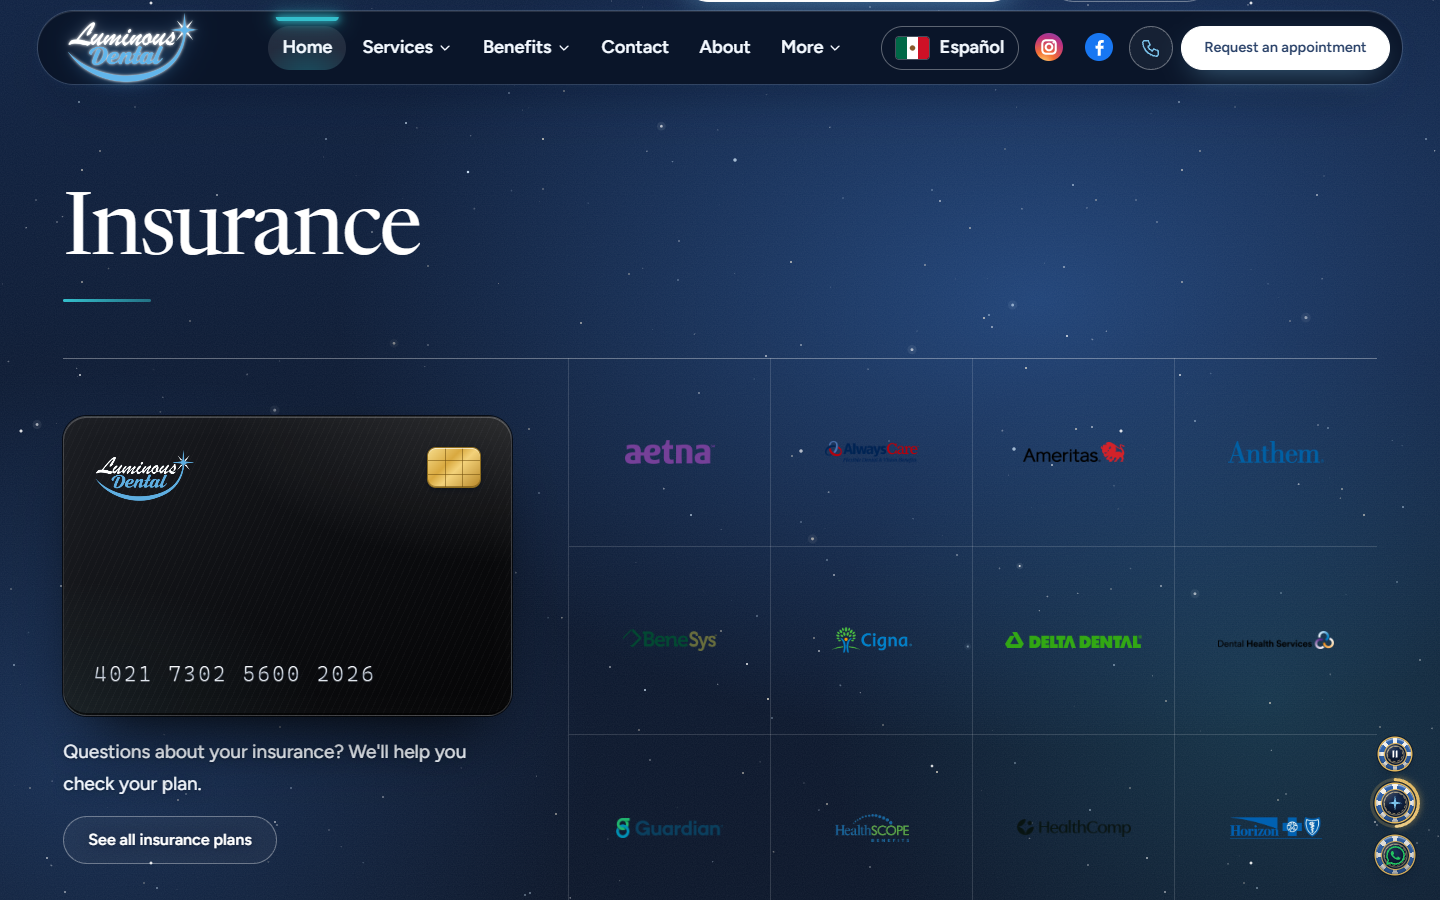 Luminous
Dental
Home
Services
Benefits
Contact
About
More
Español
Request an appointment
Insurance
Luminous
Dental
4021 7302 5600 2026
Questions about your insurance? We'll help you
check your plan.
See all insurance plans
aetna
AlwaysCare
Ameritas
Anthem
BeneSys
Cigna
DELTA DENTAL
Dental Health Services
Guardian
HealthSCOPE
BENEFITS
HealthComp
Horizon